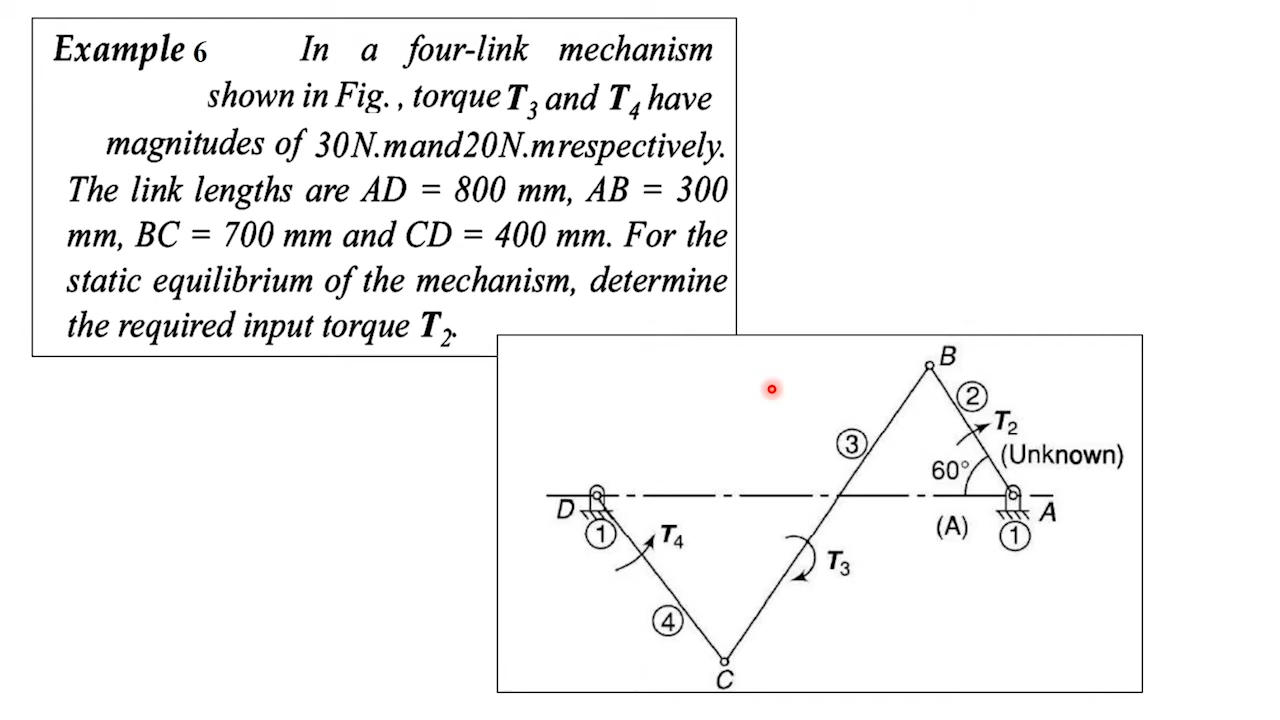 Example 6 In a four-link mechanism
shown in Fig. , torque T3 and T4 have
magnitudes of 30N.mand20N.mrespectively.
The link lengths are AD = 800 mm, AB = 300
mm, BC = 700 mm and CD = 400 mm. For the
static equilibrium of the mechanism, determine
the required input torque T2.
B
2
T2
3
(Unknown)
60°
D
A
1
T4
(A)
1
T3
4
C